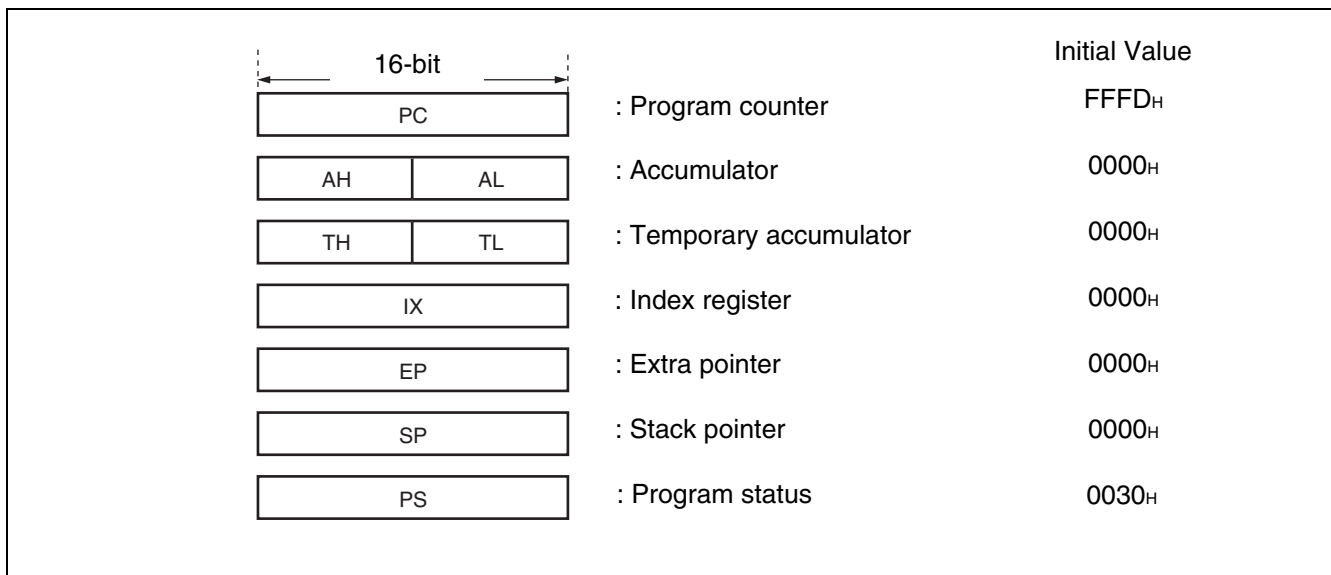 16-bit Initial Value
PC : Program counter FFFDH
AH AL : Accumulator 0000H
TH TL : Temporary accumulator 0000H
IX : Index register 0000H
EP : Extra pointer 0000H
SP : Stack pointer 0000H
PS : Program status 0030H